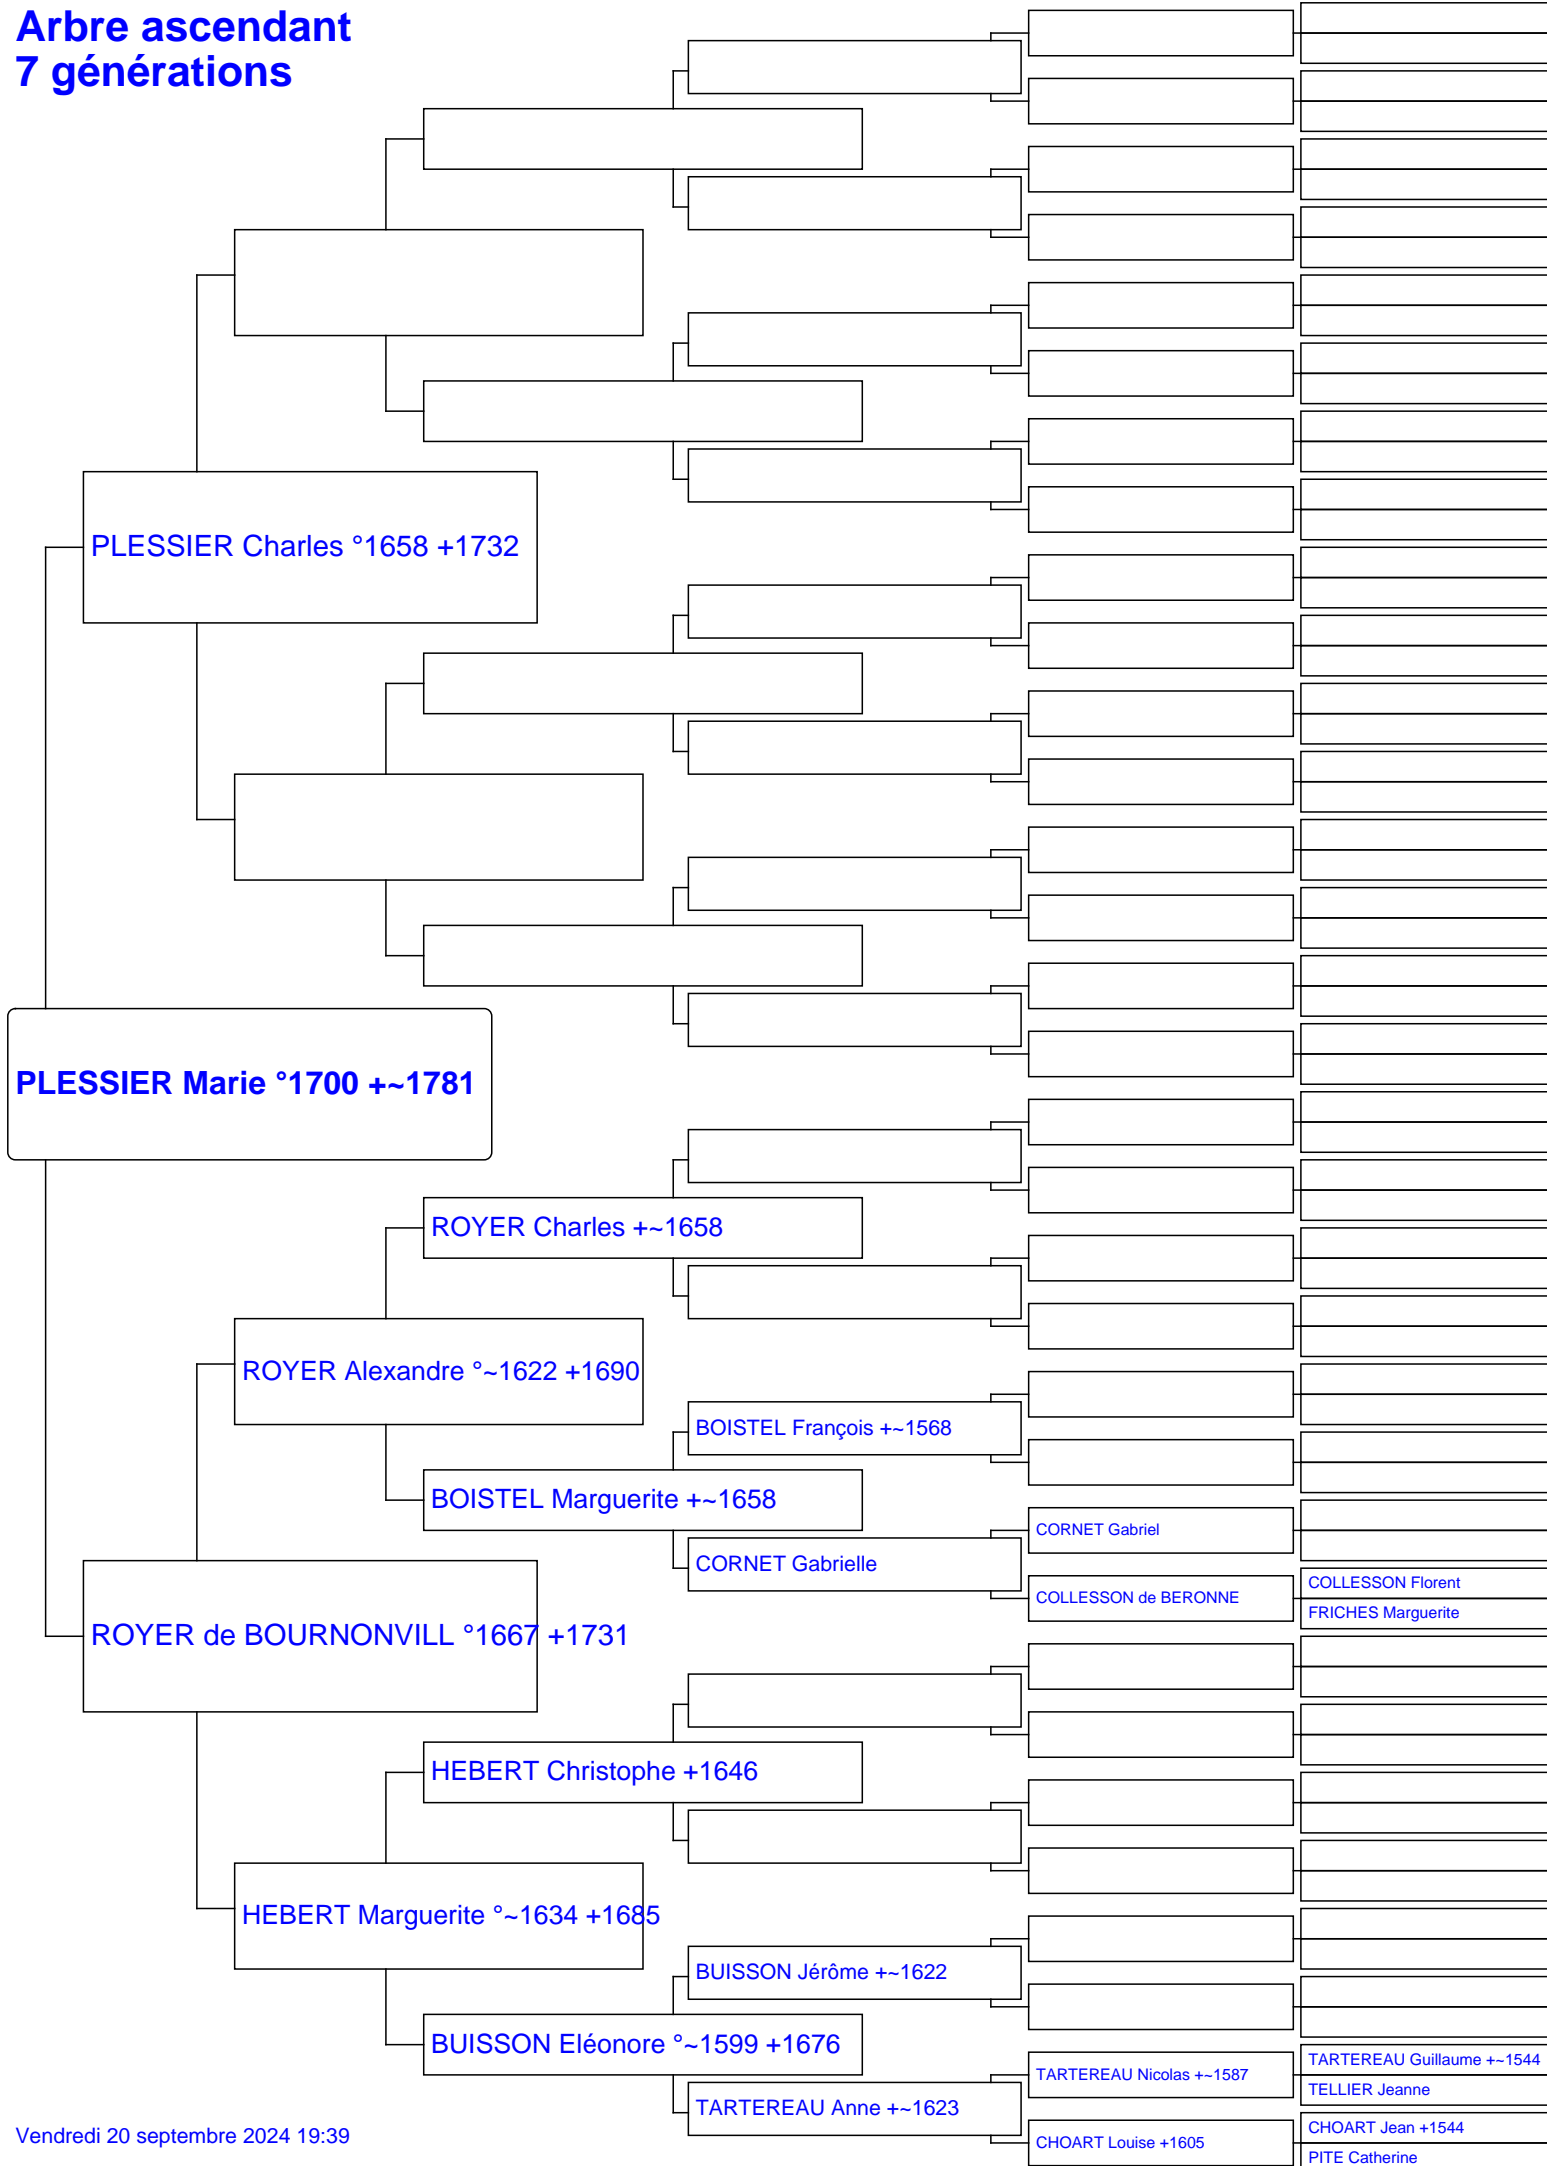 Arbre ascendant
7 générations
PLESSIER Charles °1658 +1732
PLESSIER Marie °1700 +~1781
ROYER Charles +~1658
ROYER Alexandre °~1622 +1690
BOISTEL François +~1568
BOISTEL Marguerite +~1658
CORNET Gabriel
CORNET Gabrielle
COLLESSON Florent
COLLESSON de BERONNE
FRICHES Marguerite
ROYER de BOURNONVILL °1667 +1731
HEBERT Christophe +1646
HEBERT Marguerite °~1634 +1685
BUISSON Jérôme +~1622
BUISSON Eléonore °~1599 +1676
TARTEREAU Guillaume +~1544
TARTEREAU Nicolas +~1587
TELLIER Jeanne
TARTEREAU Anne +~1623
CHOART Jean +1544
CHOART Louise +1605
PITE Catherine
Vendredi 20 septembre 2024 19:39